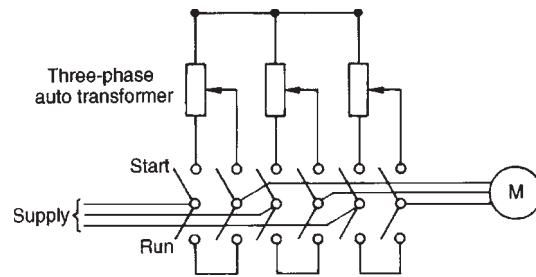 Three-phase
auto transformer
Start
M
Supply
Run